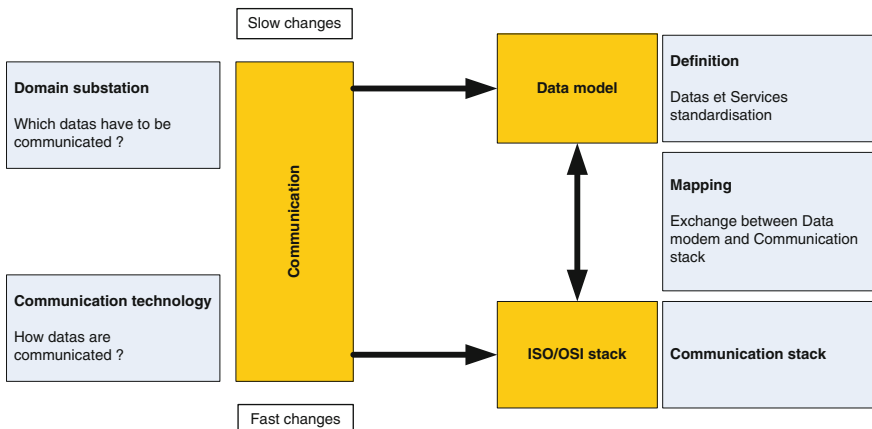 Slow changes
Domain substation
Which datas have to be
communicated ?
Communication
Data model
Definition
Datas et Services
standardisation
Mapping
Exchange between Data
modem and Communication
stack
Communication technology
How datas are
communicated ?
ISO/OSI stack
Communication stack
Fast changes